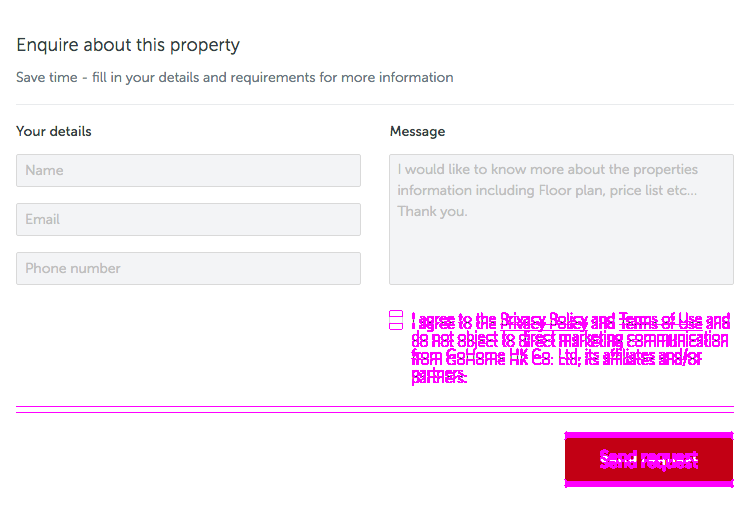 Enquire about this property
Save time - fill in your details and requirements for more information
Your details
Message
Name
Email
Phone number
I would like to know more about the properties
information including Floor plan, price list etc...
Thank you.
I agree to the Privacy Policy and Terms of Use and
do not object to direct marketing communication
from GoHome HK Co. Ltd, its affiliates and/or
partners.
Send request